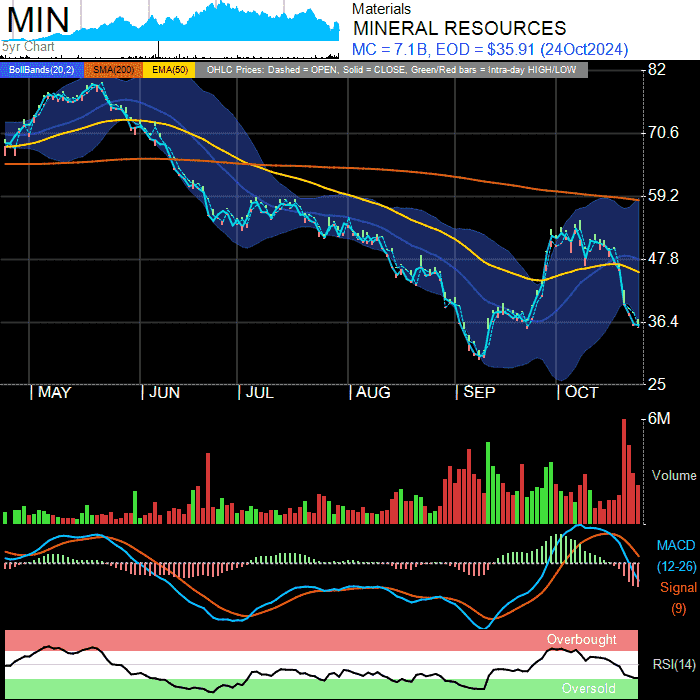 MIN
5yr Chart
Materials
MINERAL RESOURCES
MC = 7.1B, EOD = $35.91 (24Oct2024)
BollBands(20,2) SMA(200) EMA(50) OHLC Prices: Dashed = OPEN, Solid = CLOSE, Green/Red bars = Intra-day HIGH/LOW
82
70.6
59.2
47.8
36.4
25
| MAY | JUN | JUL | AUG | SEP | OCT
6M
Volume
MACD
(12-26)
Signal
(9)
Overbought
RSI(14)
Oversold